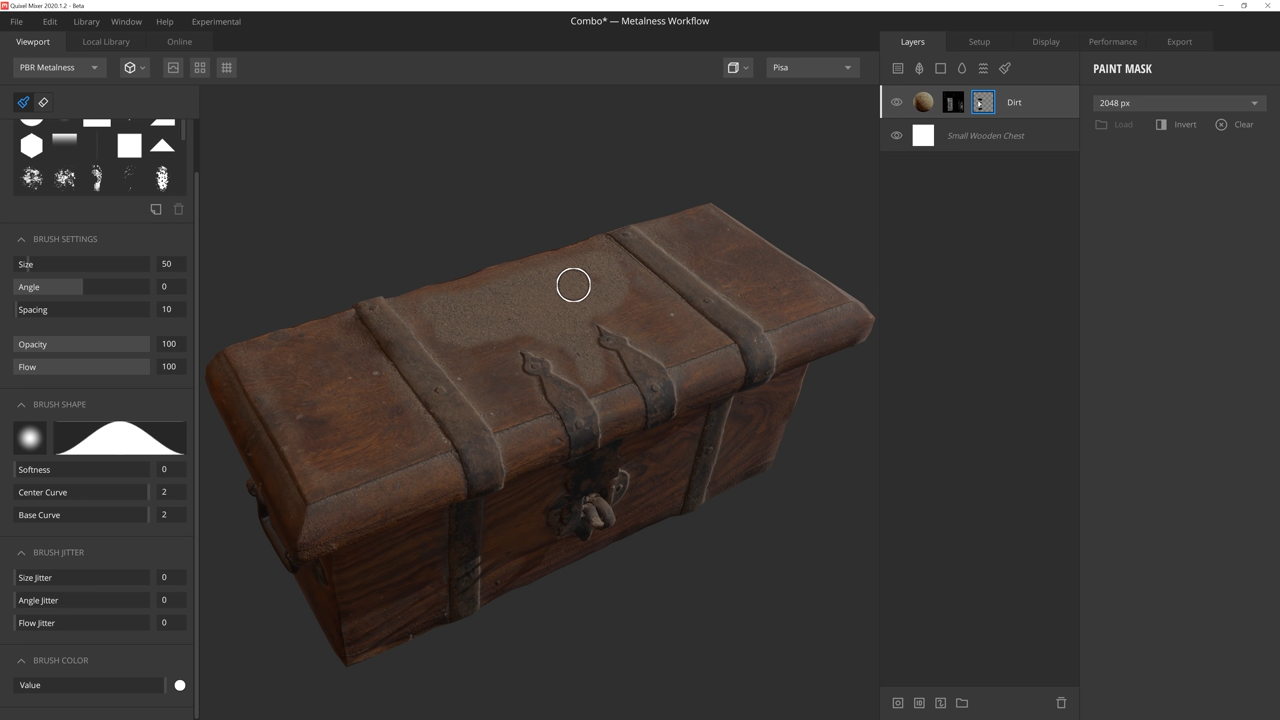 Quixel Mixer 2020.1.2 - Beta
File Edit Library Window Help Experimental
Combo* — Metalness Workflow
Viewport Local Library Online
Layers Setup Display Performance Export
PBR Metalness
Pisa
PAINT MASK
Dirt
2048 px
Load Invert Clear
Small Wooden Chest
BRUSH SETTINGS
Size 50
Angle 0
Spacing 10
Opacity 100
Flow 100
BRUSH SHAPE
Softness 0
Center Curve 2
Base Curve 2
BRUSH JITTER
Size Jitter 0
Angle Jitter 0
Flow Jitter 0
BRUSH COLOR
Value